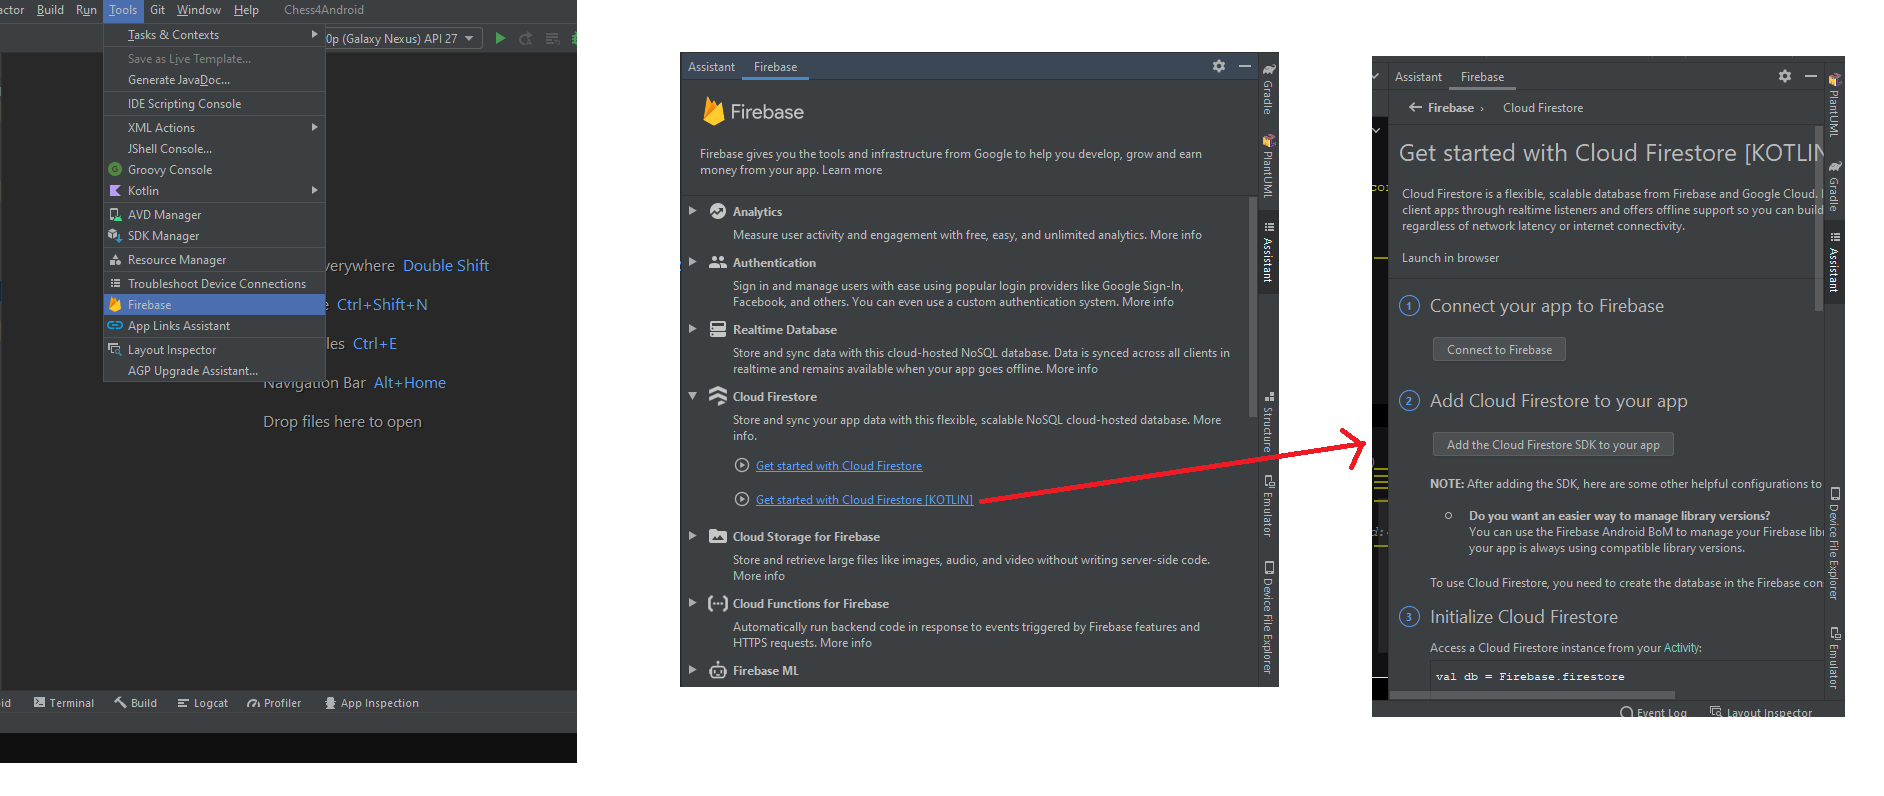 actor Build Run Tools Git Window Help Chess4Android
Tasks & Contexts
0p (Galaxy Nexus) API 27
Save as Live Template...
Generate JavaDoc...
IDE Scripting Console
XML Actions
JShell Console...
Groovy Console
Kotlin
AVD Manager
SDK Manager
Resource Manager
Troubleshoot Device Connections
Firebase
App Links Assistant
Layout Inspector
AGP Upgrade Assistant...
verywhere Double Shift
e Ctrl+Shift+N
les Ctrl+E
Navigation Bar Alt+Home
Drop files here to open
id Terminal Build Logcat Profiler App Inspection
Assistant Firebase
Firebase
Firebase gives you the tools and infrastructure from Google to help you develop, grow and earn
money from your app. Learn more
Analytics
Measure user activity and engagement with free, easy, and unlimited analytics. More info
Authentication
Sign in and manage users with ease using popular login providers like Google Sign-In,
Facebook, and others. You can even use a custom authentication system. More info
Realtime Database
Store and sync data with this cloud-hosted NoSQL database. Data is synced across all clients in
realtime and remains available when your app goes offline. More info
Cloud Firestore
Store and sync your app data with this flexible, scalable NoSQL cloud-hosted database. More
info.
Get started with Cloud Firestore
Get started with Cloud Firestore [KOTLIN]
Cloud Storage for Firebase
Store and retrieve large files like images, audio, and video without writing server-side code.
More info
Cloud Functions for Firebase
Automatically run backend code in response to events triggered by Firebase features and
HTTPS requests. More info
Firebase ML
Gradle
PlantUML
Assistant
Structure
Emulator
Device File Explorer
Assistant Firebase
Firebase › Cloud Firestore
Get started with Cloud Firestore [KOTLIN
Cloud Firestore is a flexible, scalable database from Firebase and Google Cloud.
client apps through realtime listeners and offers offline support so you can build
regardless of network latency or internet connectivity.
Launch in browser
1 Connect your app to Firebase
Connect to Firebase
2 Add Cloud Firestore to your app
Add the Cloud Firestore SDK to your app
NOTE: After adding the SDK, here are some other helpful configurations to
Do you want an easier way to manage library versions?
You can use the Firebase Android BoM to manage your Firebase lib
your app is always using compatible library versions.
To use Cloud Firestore, you need to create the database in the Firebase con
3 Initialize Cloud Firestore
Access a Cloud Firestore instance from your Activity:
val db = Firebase.firestore
Event Log Layout Inspector
PlantUML
Gradle
Assistant
Device File Explorer
Emulator